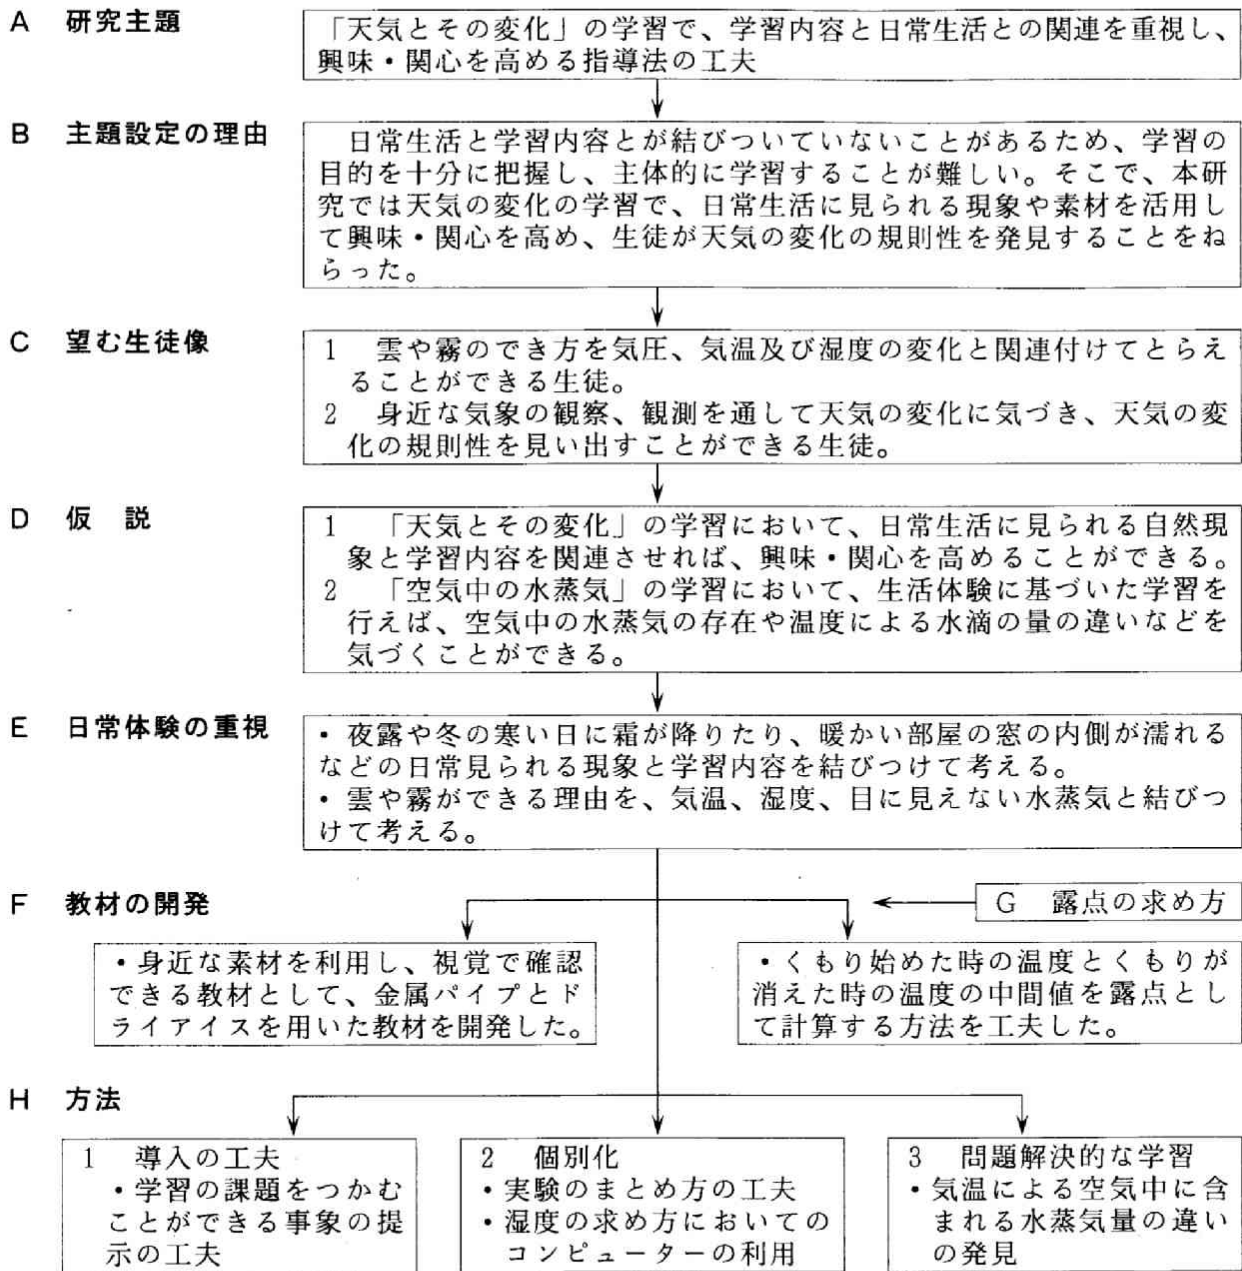 A 研究主題
「天気とその変化」の学習で、学習内容と日常生活との関連を重視し、
興味・関心を高める指導法の工夫
B 主題設定の理由
日常生活と学習内容とが結びついていないことがあるため、学習の
目的を十分に把握し、主体的に学習することが難しい。そこで、本研
究では天気の変化の学習で、日常生活に見られる現象や素材を活用し
て興味・関心を高め、生徒が天気の変化の規則性を発見することをね
らった。
C 望む生徒像
1 雲や霧のでき方を気圧、気温及び湿度の変化と関連付けてとらえ
ることができる生徒。
2 身近な気象の観察、観測を通して天気の変化に気づき、天気の変
化の規則性を見い出すことができる生徒。
D 仮 説
1 「天気とその変化」の学習において、日常生活に見られる自然現
象と学習内容を関連させれば、興味・関心を高めることができる。
2 「空気中の水蒸気」の学習において、生活体験に基づいた学習を
行えば、空気中の水蒸気の存在や温度による水滴の量の違いなどを
気づくことができる。
E 日常体験の重視
・夜露や冬の寒い日に霜が降りたり、暖かい部屋の窓の内側が濡れる
などの日常見られる現象と学習内容を結びつけて考える。
・雲や霧ができる理由を、気温、湿度、目に見えない水蒸気と結びつ
けて考える。
F 教材の開発
G 露点の求め方
・身近な素材を利用し、視覚で確認
できる教材として、金属パイプとド
ライアイスを用いた教材を開発した。
・くもり始めた時の温度とくもりが
消えた時の温度の中間値を露点とし
て計算する方法を工夫した。
H 方法
1 導入の工夫
・学習の課題をつかむ
ことができる事象の提
示の工夫
2 個別化
・実験のまとめ方の工夫
・湿度の求め方においての
コンピューターの利用
3 問題解決的な学習
・気温による空気中に含
まれる水蒸気量の違い
の発見